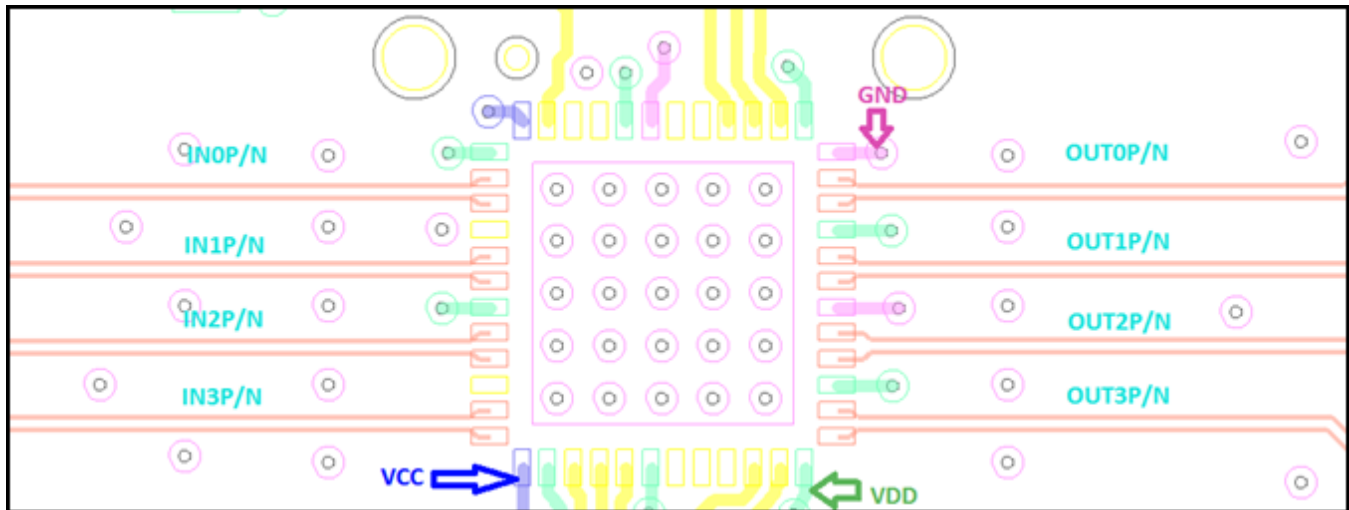 GND
IN0P/N
OUT0P/N
IN1P/N
OUT1P/N
IN2P/N
OUT2P/N
IN3P/N
OUT3P/N
VCC
VDD